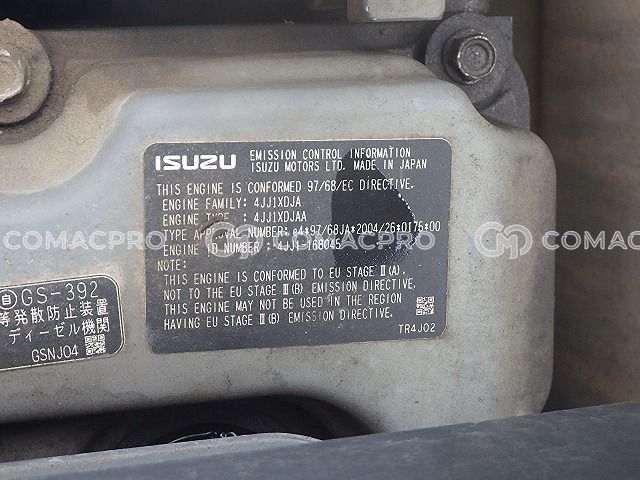 ISUZU EMISSION CONTROL INFORMATION
ISUZU MOTORS LTD. MADE IN JAPAN
THIS ENGINE IS CONFORMED 97/68/EC DIRECTIVE.
ENGINE FAMILY: 4JJ1XDJA
ENGINE TYPE : 4JJ1XDJAA
TYPE APPROVAL NUMBER: e4*97/68JA*2004/26*0175*00
ENGINE ID NUMBER : 4JJ1-168045
NOTE:
THIS ENGINE IS CONFORMED TO EU STAGE Ⅲ(A).
NOT TO THE EU STAGE Ⅲ(B) EMISSION DIRECTIVE.
THIS ENGINE MAY NOT BE USED IN THE REGION
HAVING EU STAGE Ⅲ(B) EMISSION DIRECTIVE.
TR4J02
自GS-392
等発散防止装置
ディーゼル機関
GSNJ04
COMACPRO
COMACPRO
COMACPRO